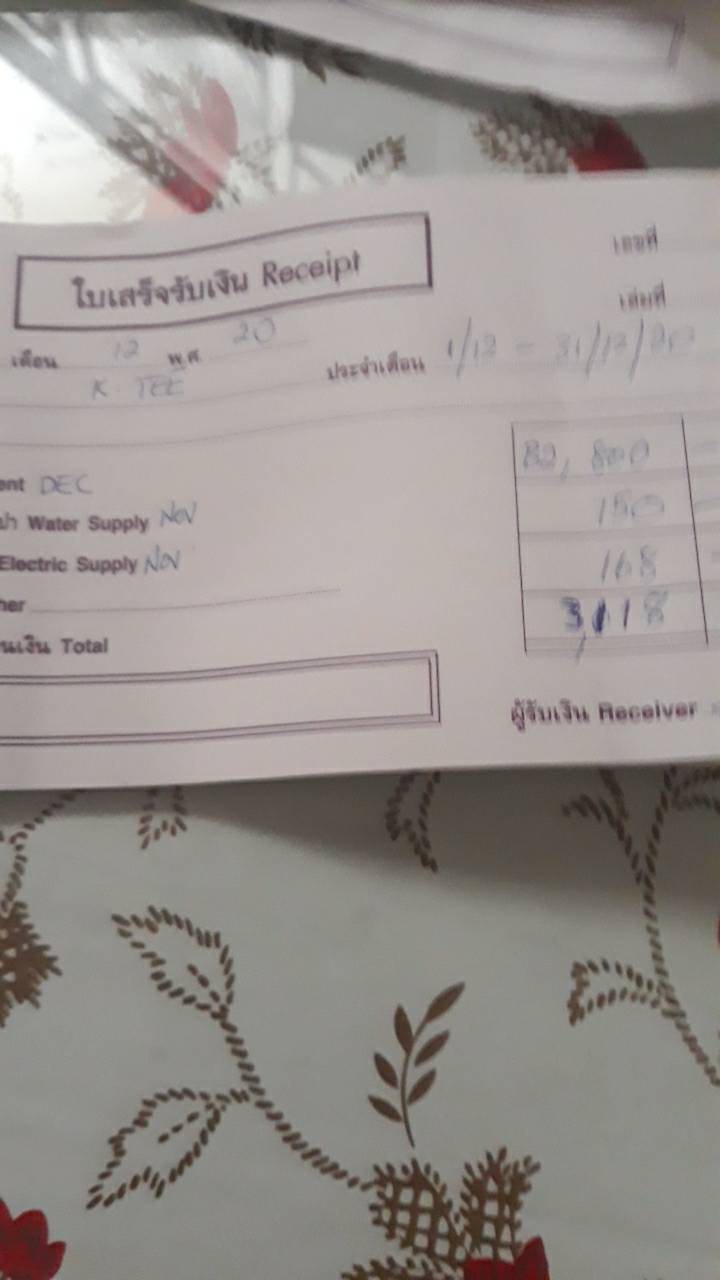 ใบเสร็จรับเงิน Receipt
เลขที่
เล่มที่
เดือน 12 พ.ศ. 20 ประจำเดือน 1/12 - 31/12/20
K. TEE
ent DEC 800
ปา Water Supply Nov 150
Electric Supply Nov 168
her 3,118
นเงิน Total
ผู้รับเงิน Receiver